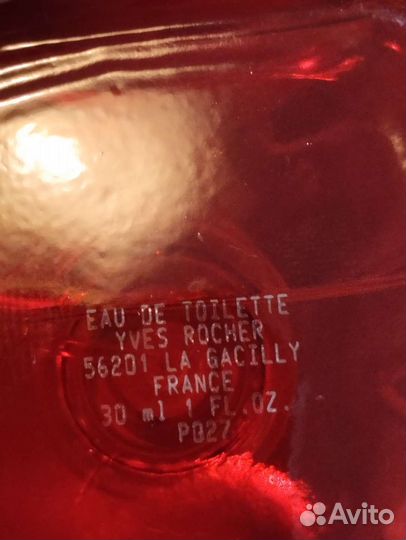 EAU DE TOILETTE
YVES ROCHER
56201 LA GACILLY
FRANCE
30 ml 1 FL.OZ.
P027
Avito